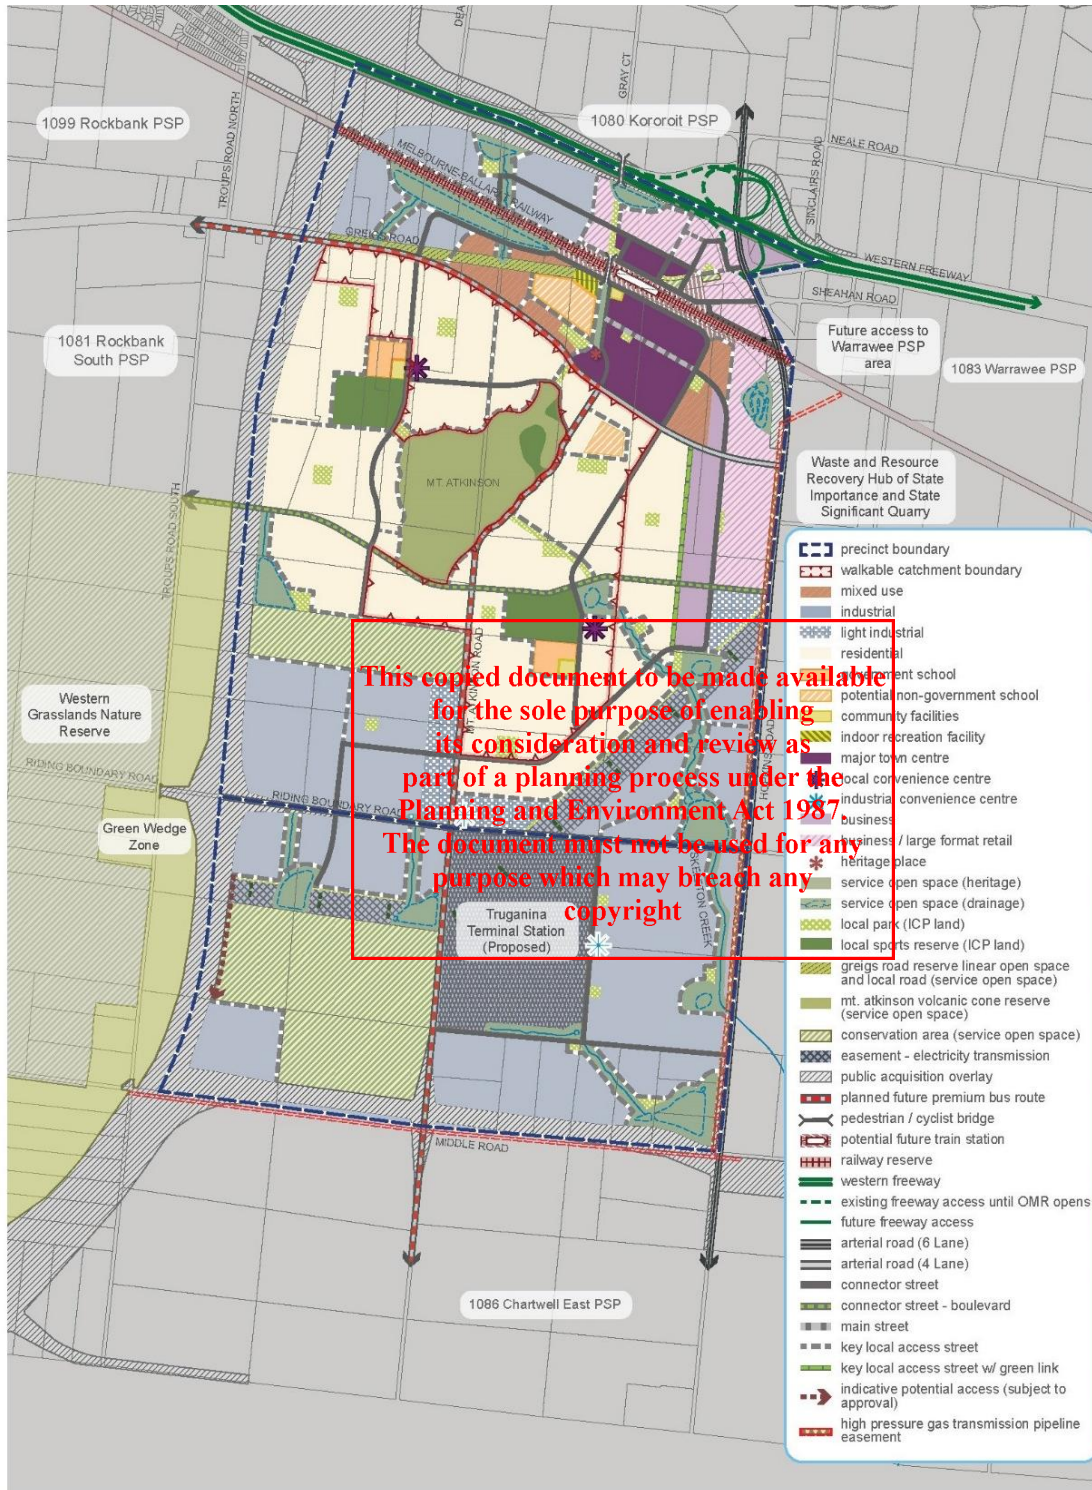 DEA
GRAY CT
1099 Rockbank PSP
1080 Kororoit PSP
TROUPS ROAD NORTH
MELBOURNE-BALLARAT RAILWAY
NEALE ROAD
SINCLAIRS ROAD
GREIGS ROAD
WESTERN FREEWAY
SHEAHAN ROAD
1081 Rockbank
South PSP
Future access to
Warrawee PSP
area
1083 Warrawee PSP
MT. ATKINSON
Waste and Resource
Recovery Hub of State
Importance and State
Significant Quarry
TROUPS ROAD SOUTH
MT. ATKINSON ROAD
HOPKINS ROAD
Western
Grasslands Nature
Reserve
RIDING BOUNDARY ROAD
RIDING BOUNDARY ROAD
Green Wedge
Zone
SKELETON CREEK
Truganina
Terminal Station
(Proposed)
MIDDLE ROAD
1086 Chartwell East PSP
This copied document to be made available
for the sole purpose of enabling
its consideration and review as
part of a planning process under the
Planning and Environment Act 1987.
The document must not be used for any
purpose which may breach any
copyright
precinct boundary
walkable catchment boundary
mixed use
industrial
light industrial
residential
government school
potential non-government school
community facilities
indoor recreation facility
major town centre
local convenience centre
industrial convenience centre
business
business / large format retail
heritage place
service open space (heritage)
service open space (drainage)
local park (ICP land)
local sports reserve (ICP land)
greigs road reserve linear open space
and local road (service open space)
mt. atkinson volcanic cone reserve
(service open space)
conservation area (service open space)
easement - electricity transmission
public acquisition overlay
planned future premium bus route
pedestrian / cyclist bridge
potential future train station
railway reserve
western freeway
existing freeway access until OMR opens
future freeway access
arterial road (6 Lane)
arterial road (4 Lane)
connector street
connector street - boulevard
main street
key local access street
key local access street w/ green link
indicative potential access (subject to
approval)
high pressure gas transmission pipeline
easement